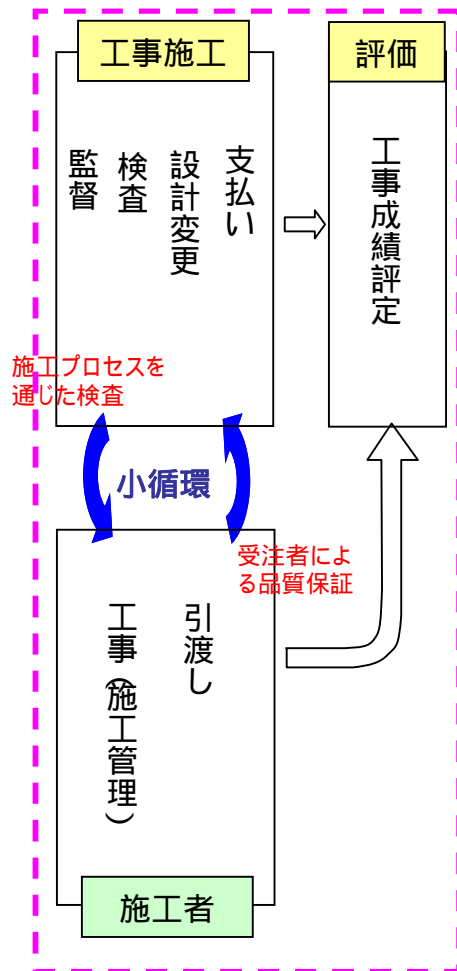 工事施工
評価
支払い
設計変更
検査
監督
工事成績評定
施工プロセスを
通じた検査
小循環
受注者によ
る品質保証
引渡し
工事(施工管理)
施工者